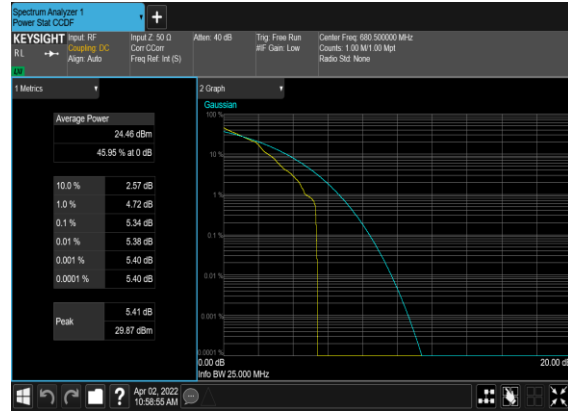 Spectrum Analyzer 1
Power Stat CCDF
KEYSIGHT
Input: RF
Coupling: DC
Align: Auto
Input Z: 50 Ω
Corr CCorr
Freq Ref: Int (S)
Atten: 40 dB
Trig: Free Run
#IF Gain: Low
Center Freq: 680.500000 MHz
Counts: 1.00 M/1.00 Mpt
Radio Std: None
RL
1 Metrics
Average Power
24.46 dBm
45.95 % at 0 dB
10.0 % 2.57 dB
1.0 % 4.72 dB
0.1 % 5.34 dB
0.01 % 5.38 dB
0.001 % 5.40 dB
0.0001 % 5.40 dB
Peak
5.41 dB
29.87 dBm
2 Graph
Gaussian
100 %
10 %
1 %
0.1 %
0.01 %
0.001 %
0.0001 %
0.00 dB
20.00 dB
Info BW 25.000 MHz
?
Apr 02, 2022
10:58:55 AM